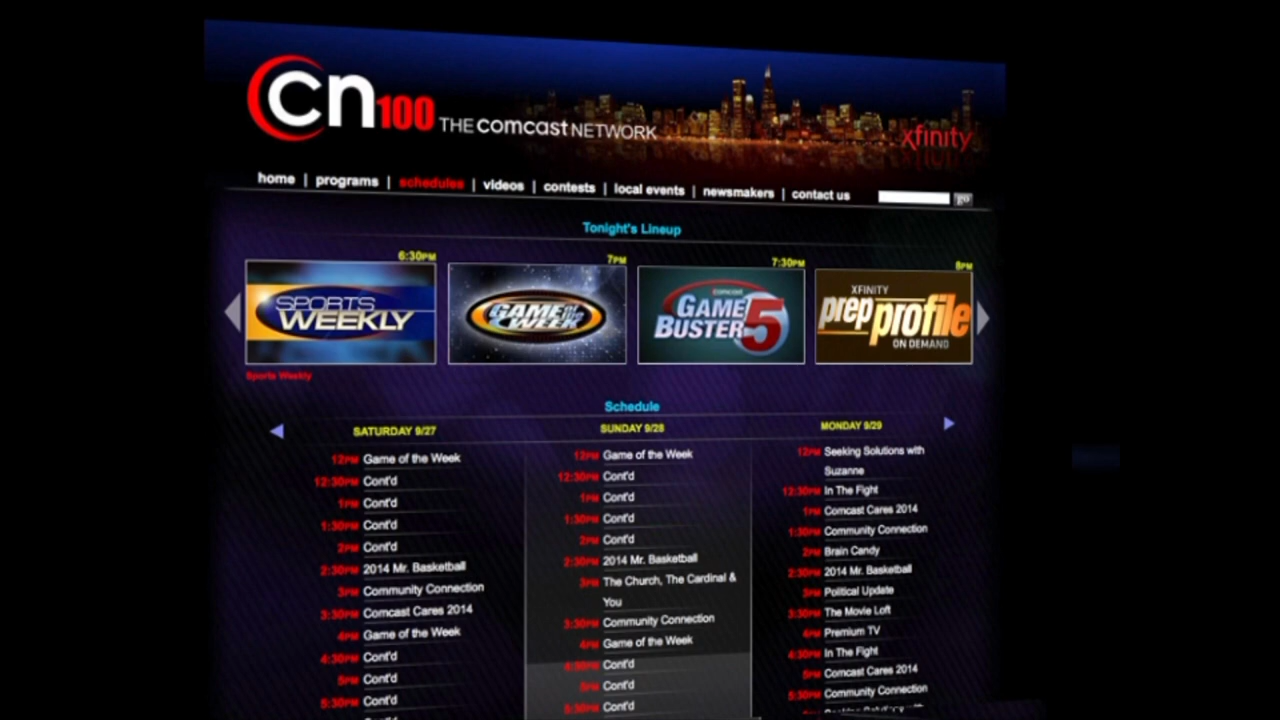 cn100 THE comcast NETWORK
xfinity
home | programs | schedules | videos | contests | local events | newsmakers | contact us
go
Tonight's Lineup
6:30PM 7PM 7:30PM 8PM
SPORTS WEEKLY
GAME OF THE WEEK
COMCAST GAME BUSTER 5
XFINITY prep profile ON DEMAND
Sports Weekly
Schedule
SATURDAY 9/27
12PM Game of the Week
12:30PM Cont'd
1PM Cont'd
1:30PM Cont'd
2PM Cont'd
2:30PM 2014 Mr. Basketball
3PM Community Connection
3:30PM Comcast Cares 2014
4PM Game of the Week
4:30PM Cont'd
5PM Cont'd
5:30PM Cont'd
SUNDAY 9/28
12PM Game of the Week
12:30PM Cont'd
1PM Cont'd
1:30PM Cont'd
2PM Cont'd
2:30PM 2014 Mr. Basketball
3PM The Church, The Cardinal &
You
3:30PM Community Connection
4PM Game of the Week
4:30PM Cont'd
5PM Cont'd
5:30PM Cont'd
MONDAY 9/29
12PM Seeking Solutions with
Suzanne
12:30PM In The Fight
1PM Comcast Cares 2014
1:30PM Community Connection
2PM Brain Candy
2:30PM 2014 Mr. Basketball
3PM Political Update
3:30PM The Movie Loft
4PM Premium TV
4:30PM In The Fight
5PM Comcast Cares 2014
5:30PM Community Connection